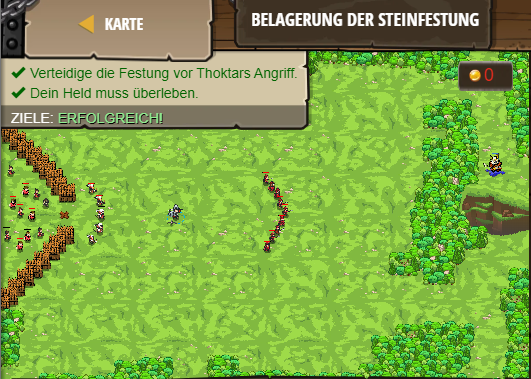 KARTE
BELAGERUNG DER STEINFESTUNG
Verteidige die Festung vor Thoktars Angriff.
Dein Held muss überleben.
ZIELE: ERFOLGREICH!
0